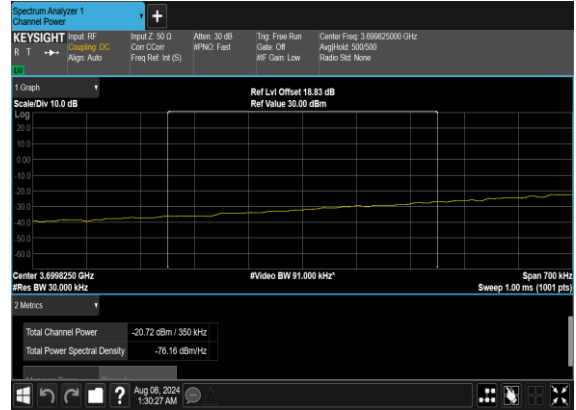 Spectrum Analyzer 1
Channel Power
+
KEYSIGHT Input: RF Input Z: 50 Ω Atten: 30 dB Trig: Free Run Center Freq: 3.699825000 GHz
R T Coupling: DC Corr CCorr #PNO: Fast Gate: Off Avg|Hold: 500/500
Align: Auto Freq Ref: Int (S) #IF Gain: Low Radio Std: None
LM
1 Graph Ref Lvl Offset 18.83 dB
Scale/Div 10.0 dB Ref Value 30.00 dBm
Log
20.0
10.0
0.00
-10.0
-20.0
-30.0
-40.0
-50.0
-60.0
Center 3.6998250 GHz #Video BW 91.000 kHz* Span 700 kHz
#Res BW 30.000 kHz Sweep 1.00 ms (1001 pts)
2 Metrics
Total Channel Power -20.72 dBm / 350 kHz
Total Power Spectral Density -76.16 dBm/Hz
? Aug 08, 2024
1:30:27 AM